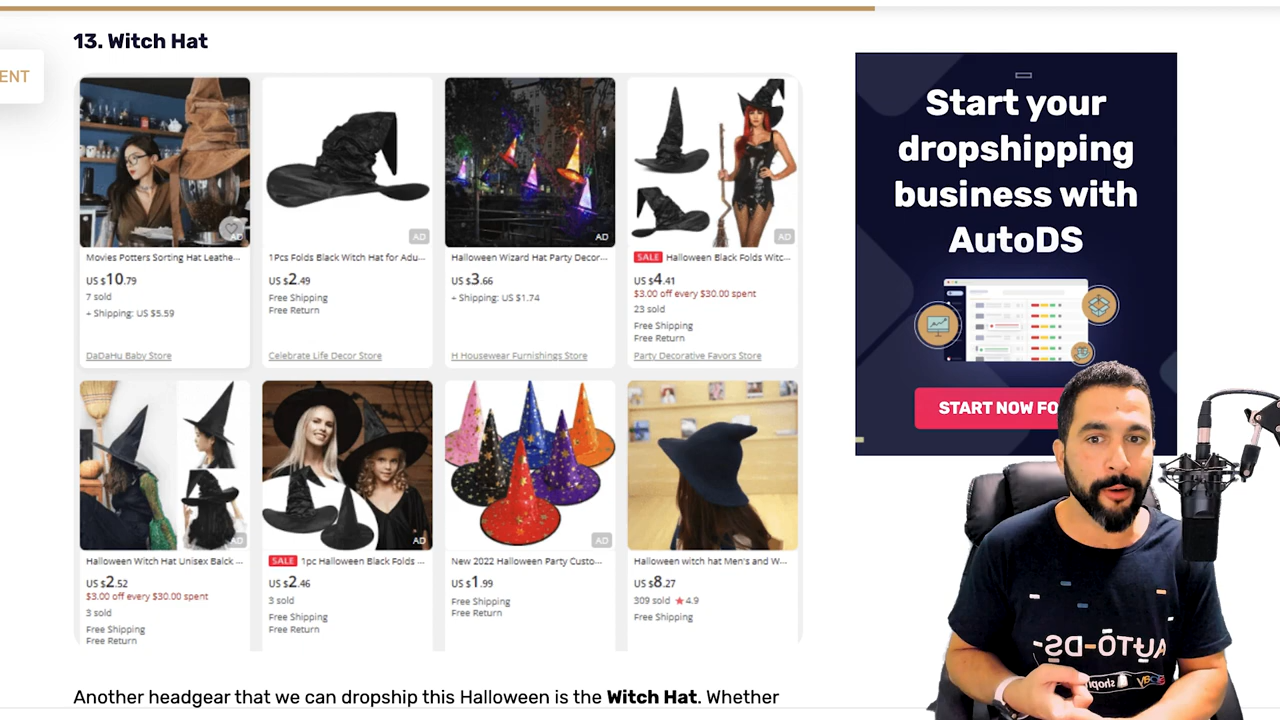 13. Witch Hat
ENT
AD
AD
AD
AD
Movies Potters Sorting Hat Leathe...
US $10.79
7 sold
+ Shipping: US $5.59
DaDaHu Baby Store
1Pcs Folds Black Witch Hat for Adu...
US $2.49
Free Shipping
Free Return
Celebrate Life Decor Store
Halloween Wizard Hat Party Decor...
US $3.66
+ Shipping: US $1.74
H Housewear Furnishings Store
SALE Halloween Black Folds Witc...
US $4.41
$3.00 off every $30.00 spent
23 sold
Free Shipping
Free Return
Party Decorative Favors Store
AD
AD
AD
Halloween Witch Hat Unisex Balck ...
US $2.52
$3.00 off every $30.00 spent
3 sold
Free Shipping
Free Return
SALE 1pc Halloween Black Folds ...
US $2.46
3 sold
Free Shipping
Free Return
New 2022 Halloween Party Custo...
US $1.99
Free Shipping
Free Return
Halloween witch hat Men's and W...
US $8.27
309 sold ★4.9
Free Shipping
Another headgear that we can dropship this Halloween is the Witch Hat. Whether
Start your
dropshipping
business with
AutoDS
START NOW FO
AUTO-DS
ebay